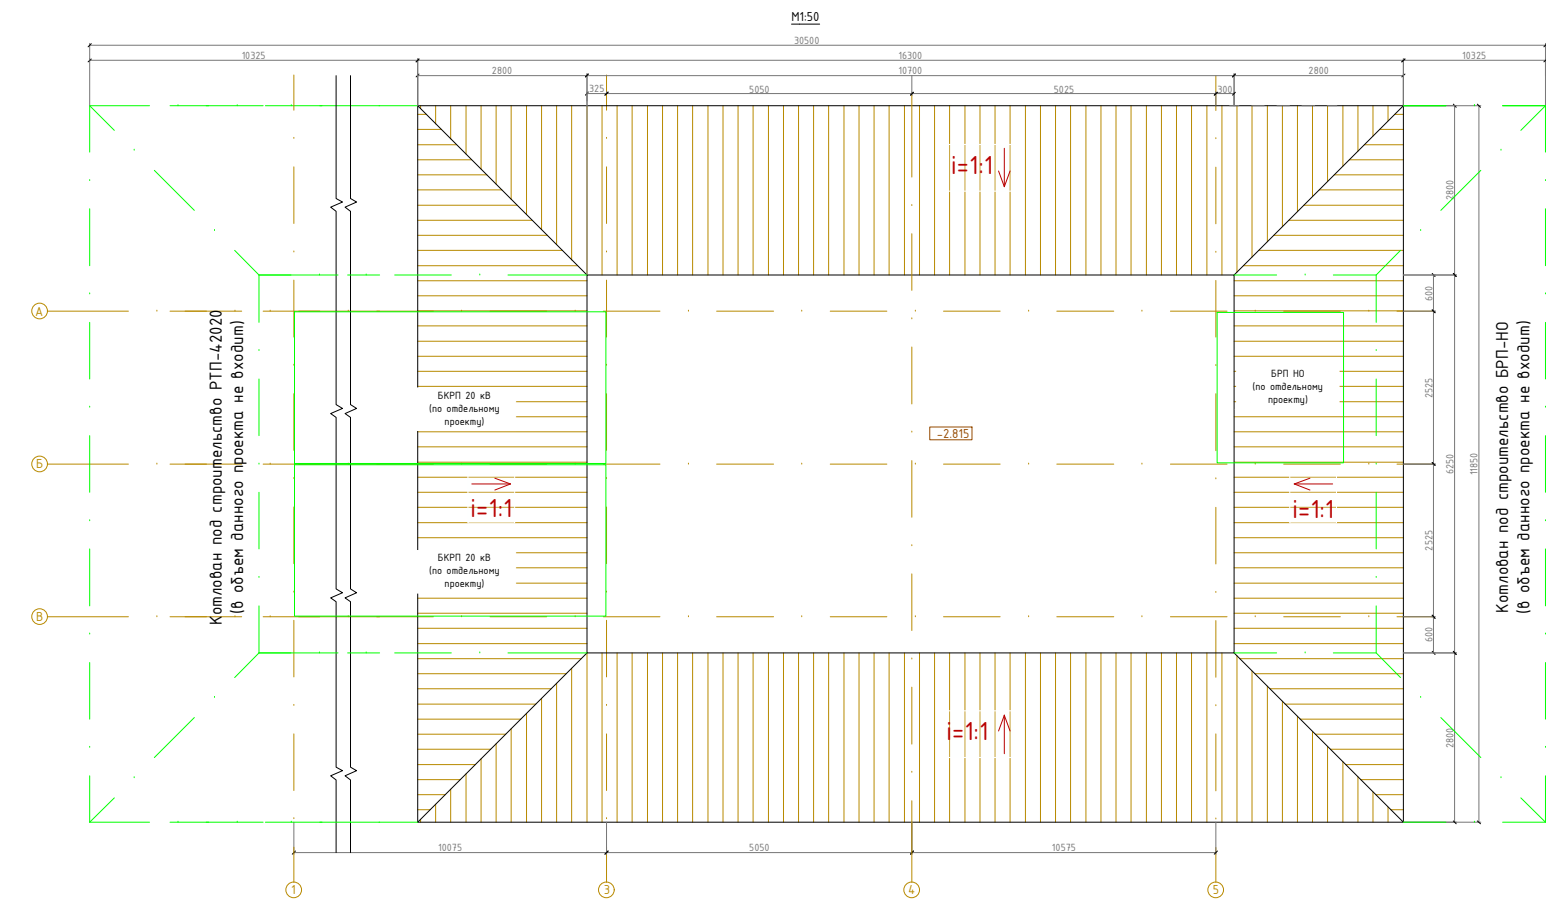 М1:50
30500
10325
16300
10325
2800
10700
2800
325
5050
5025
300
i=1:1
2800
А
600
Котлован под строительство РТП-42020
(в объем данного проекта не входит)
БКРП 20 кВ
(по отдельному
проекту)
БРП НО
(по отдельному
проекту)
2525
-2.815
Котлован под строительство БРП-НО
(в объем данного проекта не входит)
Б
6250
11850
i=1:1
i=1:1
2525
БКРП 20 кВ
(по отдельному
проекту)
В
600
i=1:1
2800
10075
5050
10575
1
3
4
5